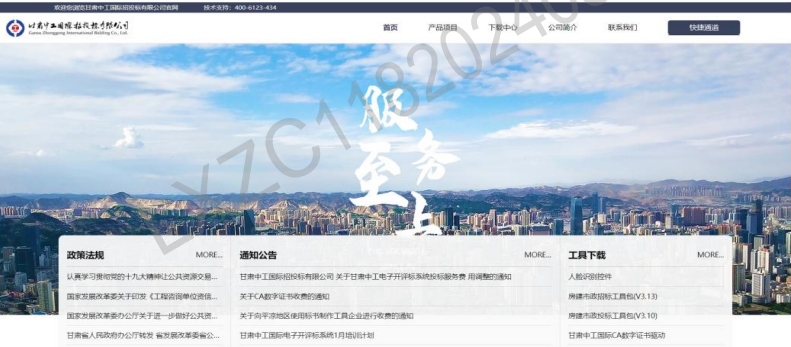 欢迎您浏览甘肃中工国际招投标有限公司官网 技术支持：400-6123-434
甘肃中工国际招投标有限公司
Gansu Zhonggong International Bidding Co., Ltd.
首页 产品项目 下载中心 公司简介 联系我们 快捷通道
服务至上
政策法规 MORE...
认真学习贯彻党的十九大精神让公共资源交易...
国家发展改革委关于印发《工程咨询单位资信...
国家发展改革委办公厅关于进一步做好公共资...
甘肃省人民政府办公厅转发 省发展改革委省公...
通知公告 MORE...
甘肃中工国际招投标有限公司 关于甘肃中工电子开评标系统投标服务费 用调整的通知
关于CA数字证书收费的通知
关于向平凉地区使用标书制作工具企业进行收费的通知
甘肃中工国际电子开评标系统1月培训计划
工具下载 MORE...
人脸识别控件
房建市政招标工具包(V3.13)
房建市政投标工具包(V3.10)
甘肃中工国际CA数字证书驱动